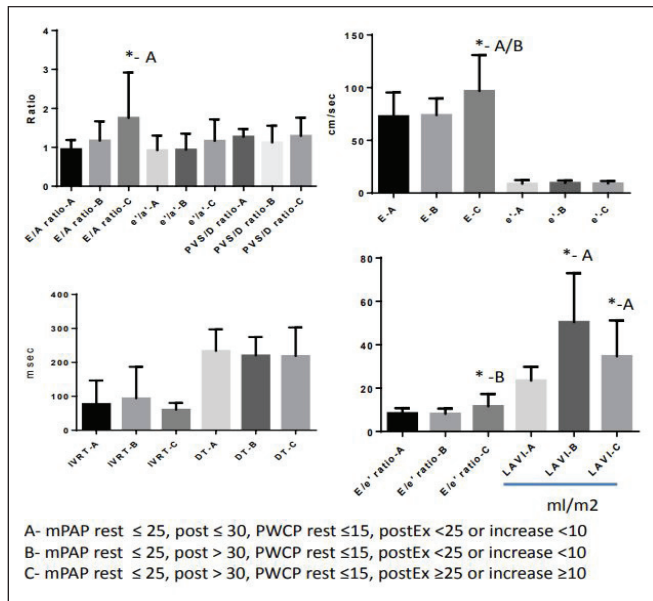 *- A
Ratio
4
3
2
1
0
E/A ratio-A
E/A ratio-B
E/A ratio-C
e'/a'-A
e'/a'-B
e'/a'-C
PVS/D ratio-A
PVS/D ratio-B
PVS/D ratio-C
*- A/B
cm/sec
150
100
50
0
E-A
E-B
E-C
e'-A
e'-B
e'-C
msec
400
300
200
100
0
IVRT-A
IVRT-B
IVRT-C
DT-A
DT-B
DT-C
*- A
*-A
*-B
80
60
40
20
0
E/e' ratio-A
E/e' ratio-B
E/e' ratio-C
LAVI-A
LAVI-B
LAVI-C
ml/m2
A- mPAP rest ≤ 25, post ≤ 30, PWCP rest ≤15, postEx <25 or increase <10
B- mPAP rest ≤ 25, post > 30, PWCP rest ≤15, postEx <25 or increase <10
C- mPAP rest ≤ 25, post > 30, PWCP rest ≤15, postEx ≥25 or increase ≥10